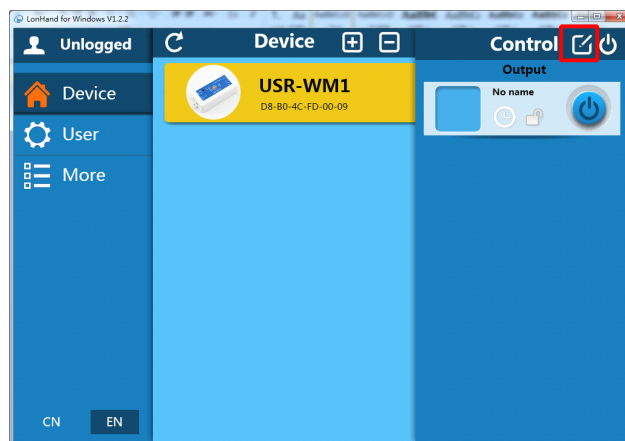 LonHand for Windows V1.2.2
Unlogged
Device
Control
Device
User
More
USR-WM1
D8-B0-4C-FD-00-09
Output
No name
CN
EN